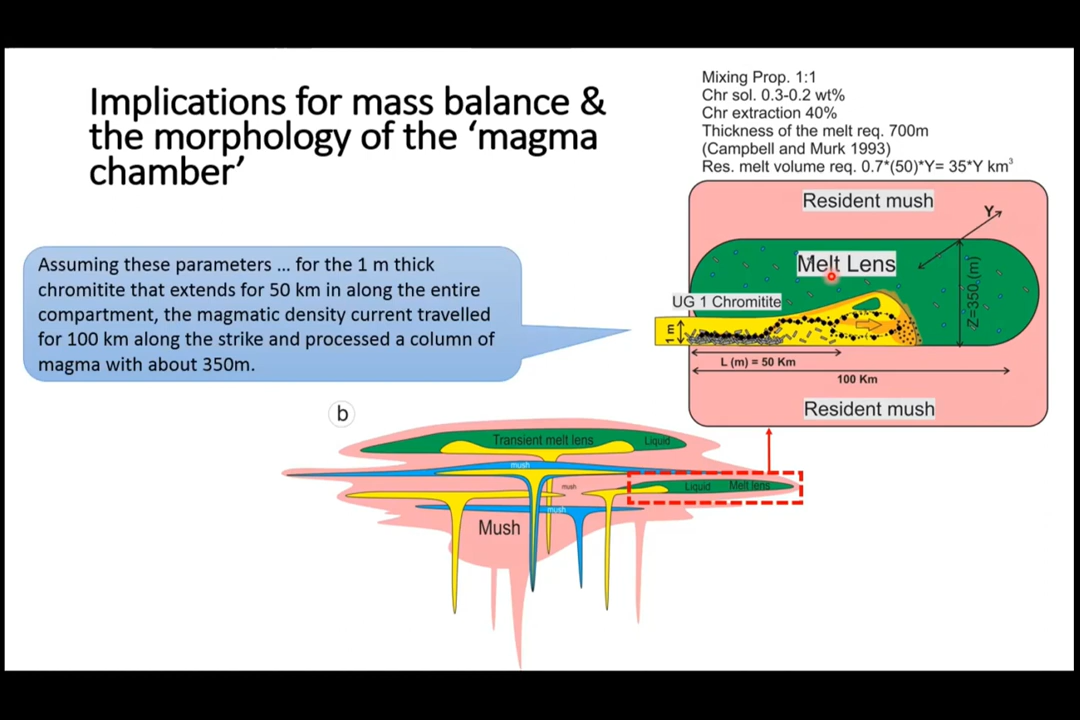 Implications for mass balance &
the morphology of the ‘magma
chamber’
Mixing Prop. 1:1
Chr sol. 0.3-0.2 wt%
Chr extraction 40%
Thickness of the melt req. 700m
(Campbell and Murk 1993)
Res. melt volume req. 0.7*(50)*Y= 35*Y km³
Assuming these parameters ... for the 1 m thick
chromitite that extends for 50 km in along the entire
compartment, the magmatic density current travelled
for 100 km along the strike and processed a column of
magma with about 350m.
Resident mush
Y
Melt Lens
Z=350 (m)
UG 1 Chromitite
1 m
L (m) = 50 Km
100 Km
Resident mush
b
Transient melt lens
Liquid
mush
mush
Liquid
Melt lens
mush
Mush